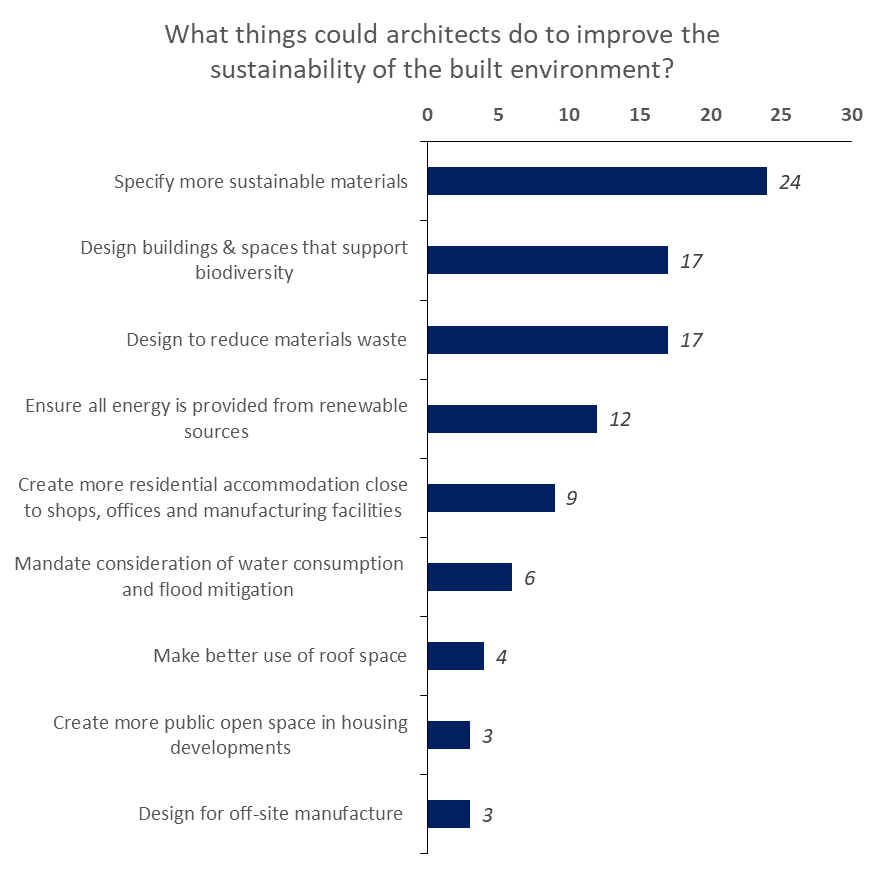 What things could architects do to improve the
sustainability of the built environment?
0 5 10 15 20 25 30
Specify more sustainable materials 24
Design buildings & spaces that support
biodiversity 17
Design to reduce materials waste 17
Ensure all energy is provided from renewable
sources 12
Create more residential accommodation close
to shops, offices and manufacturing facilities 9
Mandate consideration of water consumption
and flood mitigation 6
Make better use of roof space 4
Create more public open space in housing
developments 3
Design for off-site manufacture 3